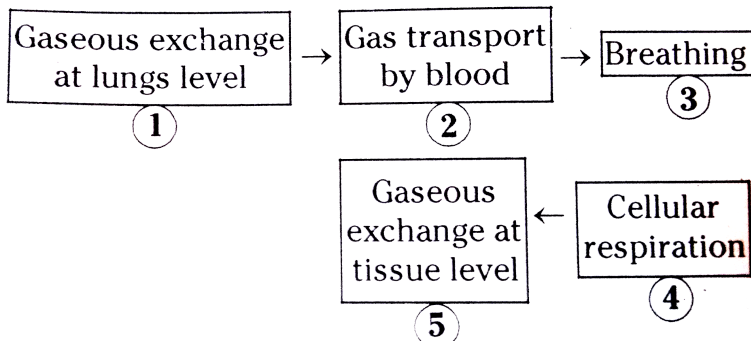 Gaseous exchange
at lungs level
→
Gas transport
by blood
→
Breathing
1
2
3
Gaseous
exchange at
tissue level
←
Cellular
respiration
5
4